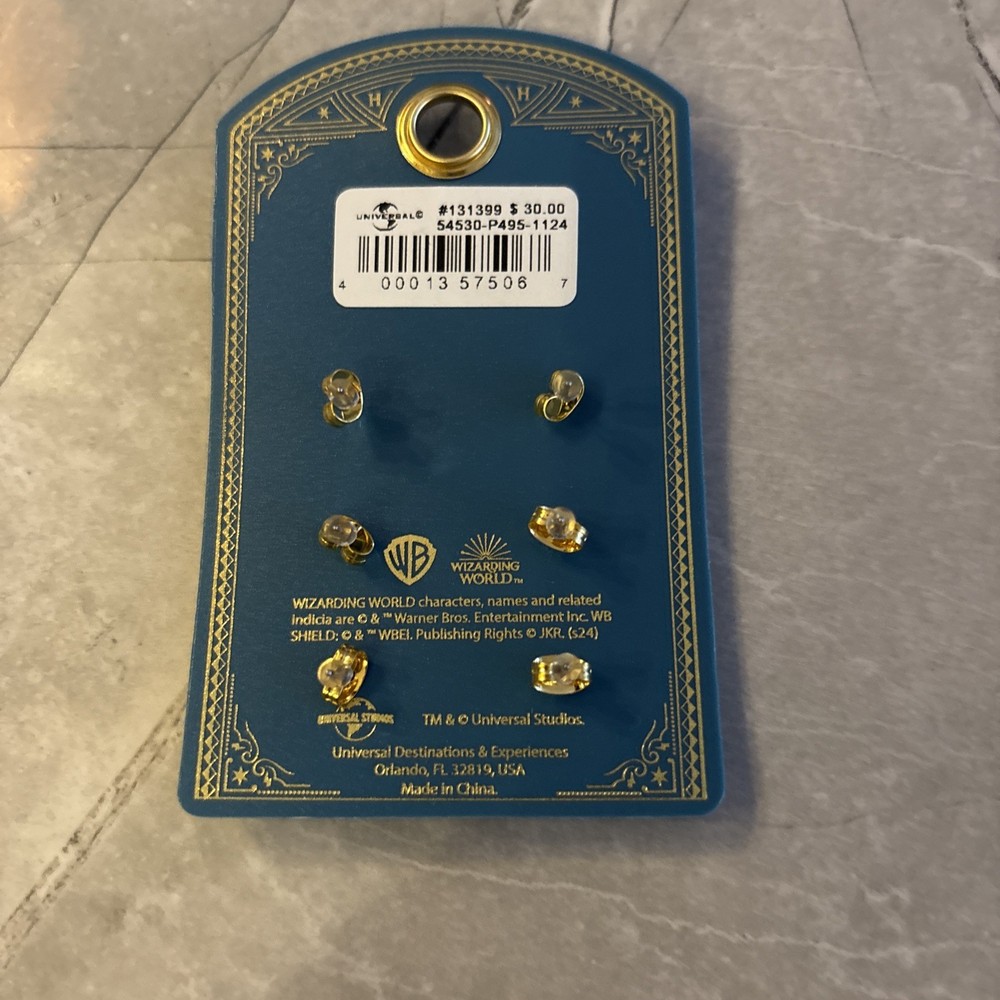 H H
UNIVERSAL© #131399 $ 30.00
54530-P495-1124
4 00013 57506 7
WB WIZARDING
WORLD™
WIZARDING WORLD characters, names and related
indicia are © & ™ Warner Bros. Entertainment Inc. WB
SHIELD: © & ™ WBEI. Publishing Rights © JKR. (s24)
UNIVERSAL STUDIOS TM & © Universal Studios.
Universal Destinations & Experiences
Orlando, FL 32819, USA
Made in China.